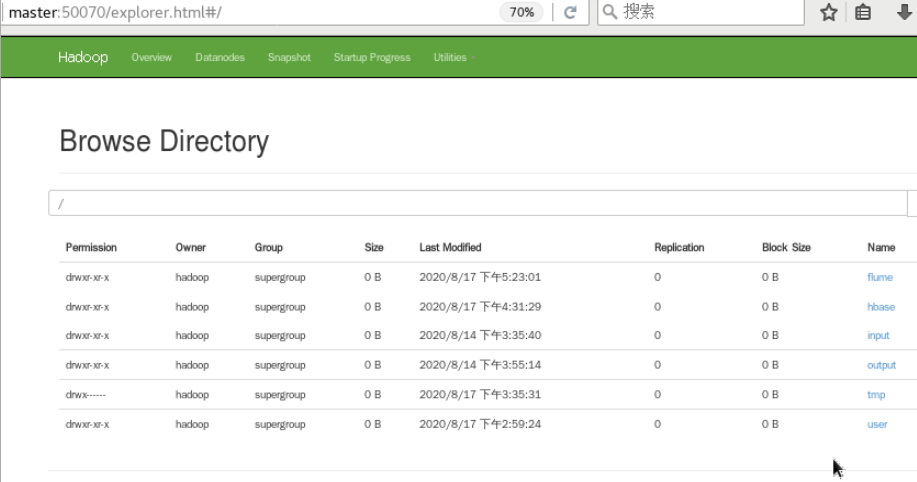 master:50070/explorer.html#/ 70% 搜索
Hadoop Overview Datanodes Snapshot Startup Progress Utilities
Browse Directory
/
Permission Owner Group Size Last Modified Replication Block Size Name
drwxr-xr-x hadoop supergroup 0 B 2020/8/17 下午5:23:01 0 0 B flume
drwxr-xr-x hadoop supergroup 0 B 2020/8/17 下午4:31:29 0 0 B hbase
drwxr-xr-x hadoop supergroup 0 B 2020/8/14 下午3:35:40 0 0 B input
drwxr-xr-x hadoop supergroup 0 B 2020/8/14 下午3:55:14 0 0 B output
drwx------ hadoop supergroup 0 B 2020/8/17 下午3:35:31 0 0 B tmp
drwxr-xr-x hadoop supergroup 0 B 2020/8/17 下午2:59:24 0 0 B user